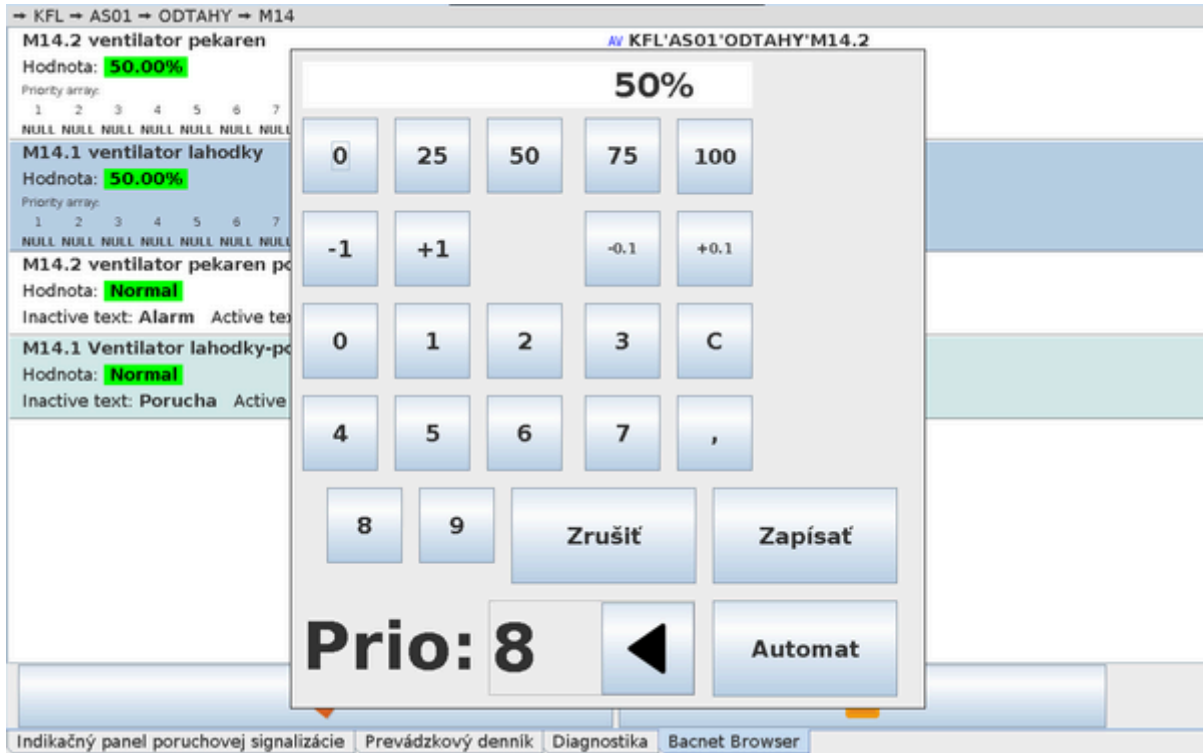 → KFL → AS01 → ODTAHY → M14
M14.2 ventilator pekaren
AV KFL'AS01'ODTAHY'M14.2
Hodnota: 50.00%
Priority array:
1 2 3 4 5 6 7
NULL NULL NULL NULL NULL NULL NULL
M14.1 ventilator lahodky
Hodnota: 50.00%
Priority array:
1 2 3 4 5 6 7
NULL NULL NULL NULL NULL NULL NULL
M14.2 ventilator pekaren
Hodnota: Normal
Inactive text: Alarm Active
M14.1 Ventilator lahodky-
Hodnota: Normal
Inactive text: Porucha Active
50%
0 25 50 75 100
-1 +1 -0.1 +0.1
0 1 2 3 C
4 5 6 7 ,
8 9 Zrušiť Zapísať
Prio: 8 Automat
Indikačný panel poruchovej signalizácie Prevádzkový denník Diagnostika Bacnet Browser